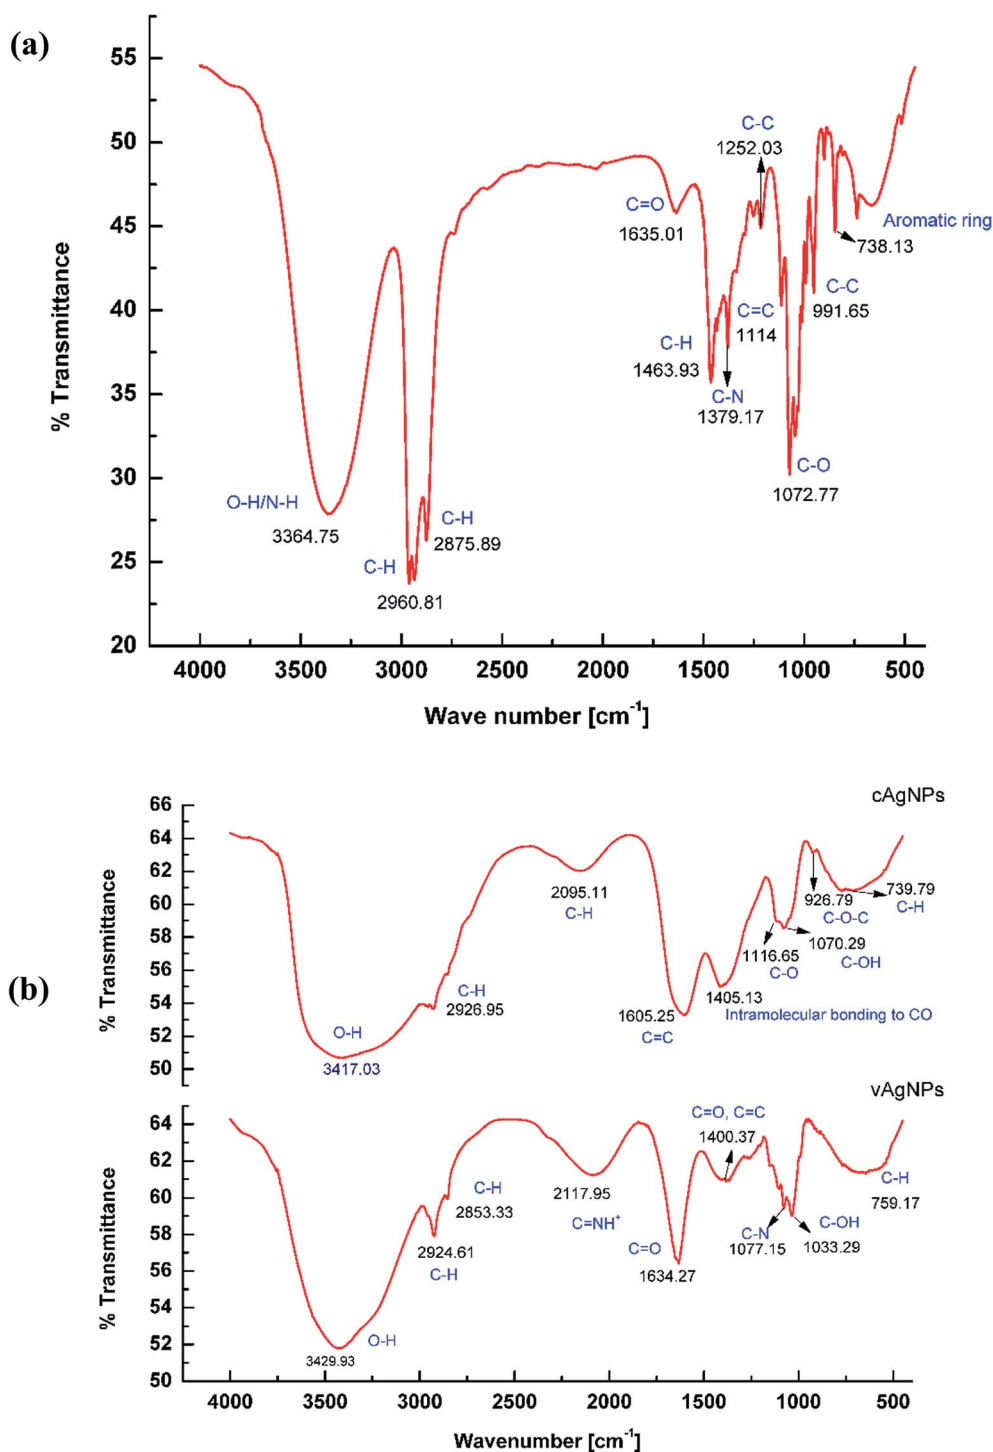 (a)
55
50
45
40
35
30
25
20
% Transmittance
C-C
1252.03
C=O
1635.01
Aromatic ring
738.13
C-C
991.65
C=C
1114
C-H
1463.93
C-N
1379.17
C-O
1072.77
O-H/N-H
3364.75
C-H
2875.89
C-H
2960.81
4000 3500 3000 2500 2000 1500 1000 500
Wave number [cm⁻¹]
(b)
cAgNPs
66
64
62
60
58
56
54
52
50
% Transmittance
2095.11
C-H
926.79
C-O-C
739.79
C-H
1116.65
C-O
1070.29
C-OH
C-H
2926.95
1605.25
C=C
1405.13
Intramolecular bonding to CO
O-H
3417.03
vAgNPs
64
62
60
58
56
54
52
50
% Transmittance
C=O, C=C
1400.37
C-H
2853.33
2117.95
C=NH⁺
C-H
759.17
2924.61
C-H
C=O
1634.27
C-N
1077.15
C-OH
1033.29
O-H
3429.93
4000 3500 3000 2500 2000 1500 1000 500
Wavenumber [cm⁻¹]